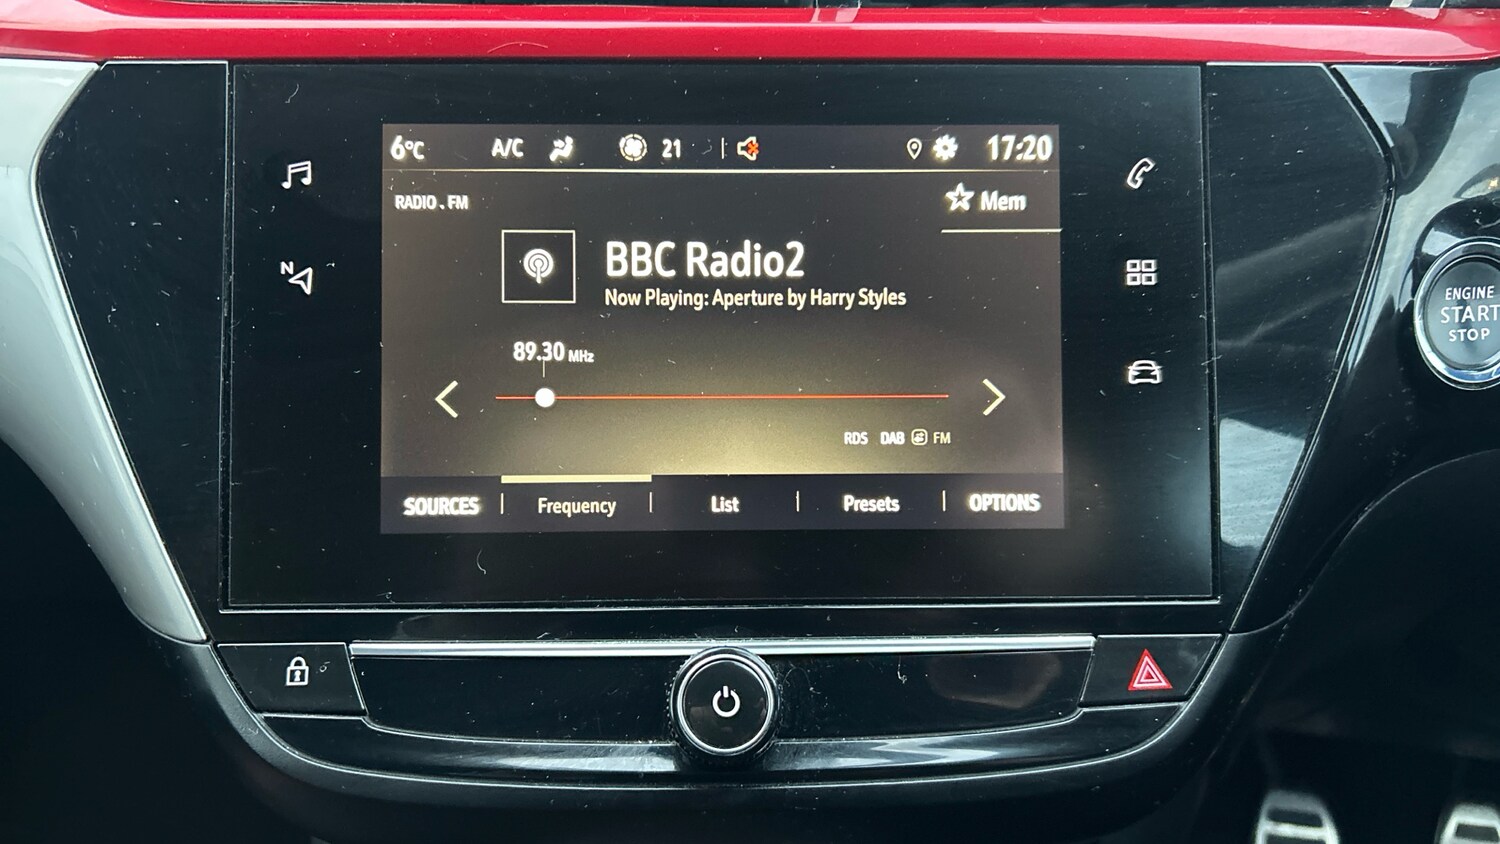 6°C A/C 21 17:20
RADIO . FM
Mem
BBC Radio2
Now Playing: Aperture by Harry Styles
89.30 MHz
RDS DAB FM
SOURCES Frequency List Presets OPTIONS
N
ENGINE
START
STOP